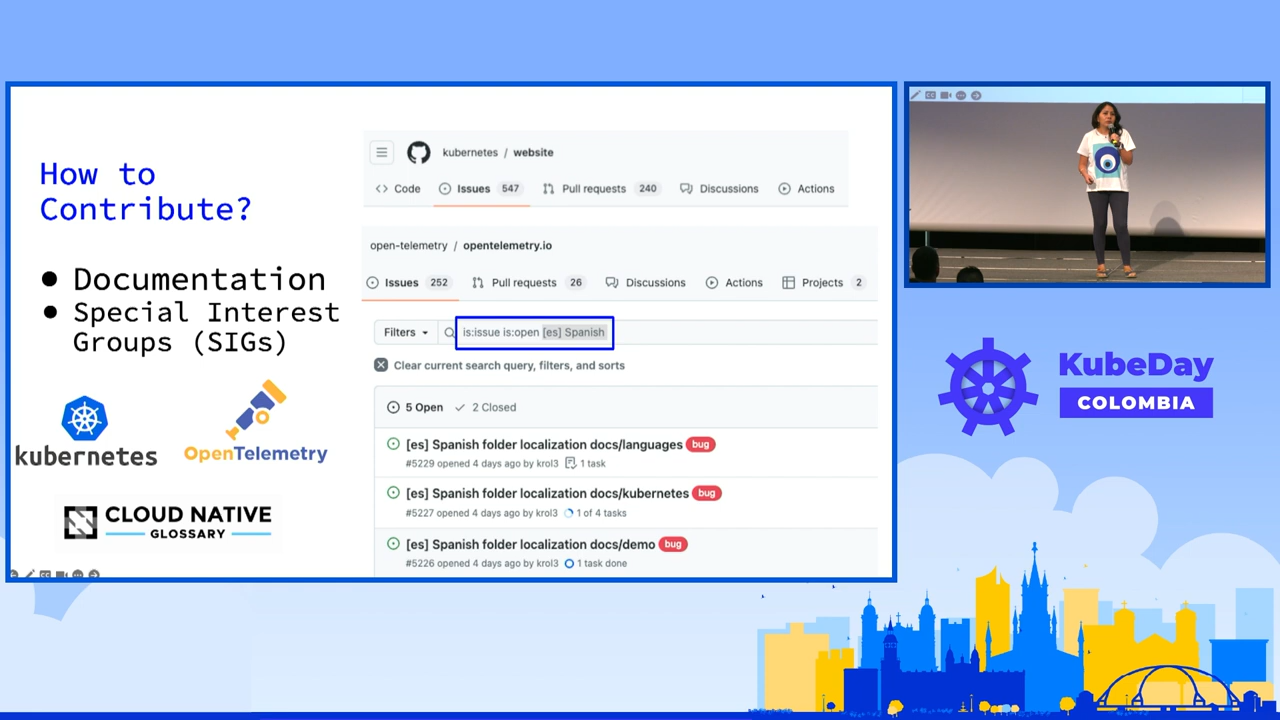 How to
Contribute?
● Documentation
● Special Interest
Groups (SIGs)
kubernetes
OpenTelemetry
CLOUD NATIVE
GLOSSARY
kubernetes / website
Code Issues 547 Pull requests 240 Discussions Actions
open-telemetry / opentelemetry.io
Issues 252 Pull requests 26 Discussions Actions Projects 2
Filters is:issue is:open [es] Spanish
Clear current search query, filters, and sorts
5 Open 2 Closed
[es] Spanish folder localization docs/languages bug
#5229 opened 4 days ago by krol3 1 task
[es] Spanish folder localization docs/kubernetes bug
#5227 opened 4 days ago by krol3 1 of 4 tasks
[es] Spanish folder localization docs/demo bug
#5226 opened 4 days ago by krol3 1 task done
KubeDay
COLOMBIA